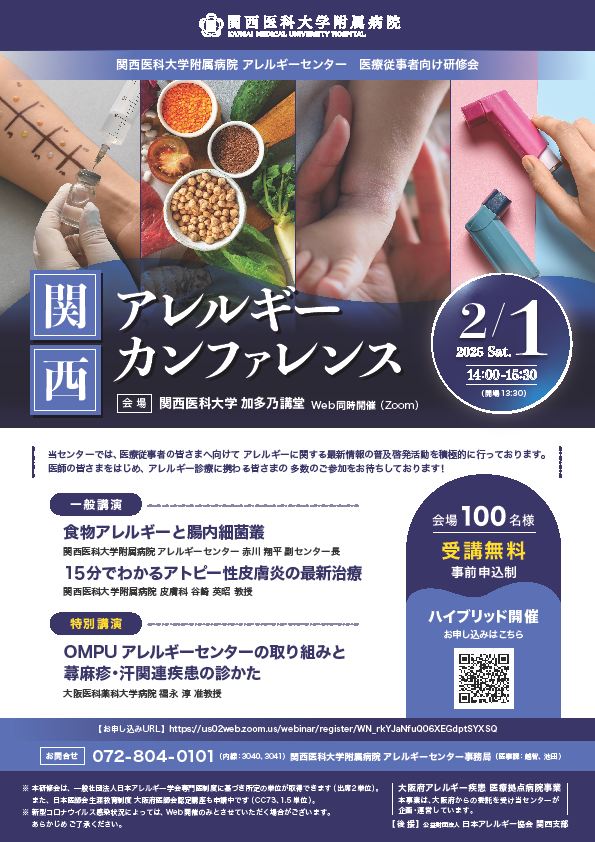 関西医科大学附属病院
KANSAI MEDICAL UNIVERSITY HOSPITAL
関西医科大学附属病院 アレルギーセンター　医療従事者向け研修会
関西
アレルギー
カンファレンス
会場 関西医科大学 加多乃講堂 Web同時開催（Zoom）
2/1
2025 Sat.
14:00-15:30
（開場13:30）
当センターでは、医療従事者の皆さまへ向けて アレルギーに関する最新情報の普及啓発活動を積極的に行っております。
医師の皆さまをはじめ、アレルギー診療に携わる皆さまの 多数のご参加をお待ちしております！
一般講演
食物アレルギーと腸内細菌叢
関西医科大学附属病院 アレルギーセンター 赤川 翔平 副センター長
15分でわかるアトピー性皮膚炎の最新治療
関西医科大学附属病院 皮膚科 谷崎 英昭 教授
特別講演
OMPU アレルギーセンターの取り組みと
蕁麻疹・汗関連疾患の診かた
大阪医科薬科大学病院 福永 淳 准教授
会場100名様
受講無料
事前申込制
ハイブリッド開催
お申し込みはこちら
【お申し込みURL】https://us02web.zoom.us/webinar/register/WN_rkYJaNfuQ06XEGdptSYXSQ
お問合せ 072-804-0101（内線：3040、3041）関西医科大学附属病院 アレルギーセンター事務局（医事課：越智、池田）
※ 本研修会は、一般社団法人日本アレルギー学会専門医制度に基づき所定の単位が取得できます（出席2単位）。
また、日本医師会生涯教育制度 大阪府医師会認定講座も申請中です（CC73、1.5単位）。
※ 新型コロナウイルス感染状況によっては、Web開催のみとさせていただく場合がございます。
あらかじめご了承ください。
大阪府アレルギー疾患 医療拠点病院事業
本事業は、大阪府からの委託を受け当センターが
企画・運営しています。
【後援】公益財団法人 日本アレルギー協会 関西支部